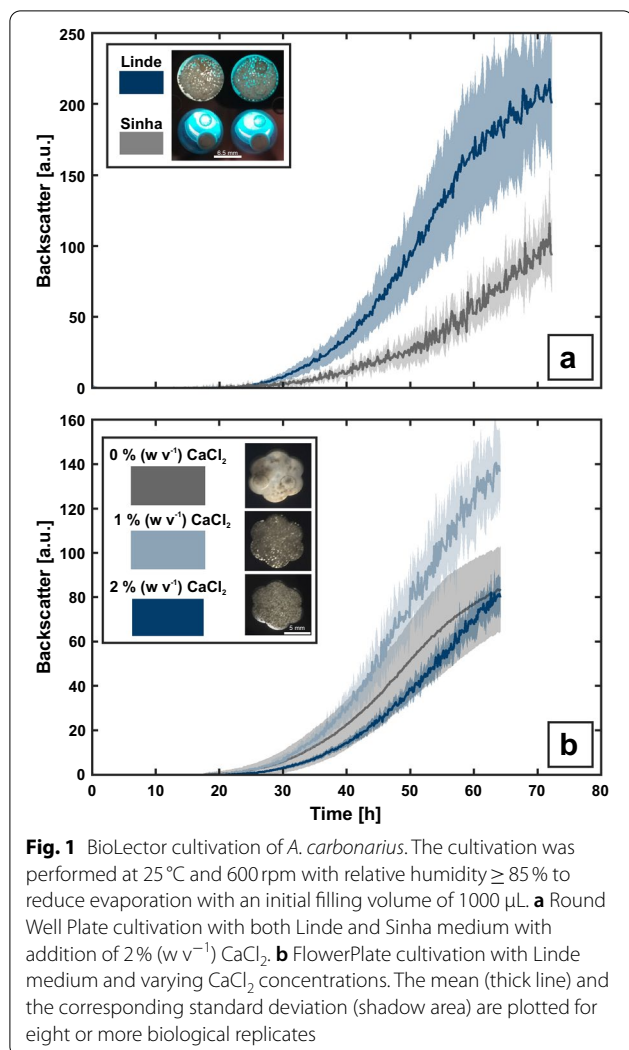 250
200
150
100
50
0
Backscatter [a.u.]
Linde
Sinha
6.5 mm
a
160
140
120
100
80
60
40
20
0
Backscatter [a.u.]
0 % (w v⁻¹) CaCl₂
1 % (w v⁻¹) CaCl₂
2 % (w v⁻¹) CaCl₂
5 mm
b
0 10 20 30 40 50 60 70 80
Time [h]
Fig. 1 BioLector cultivation of A. carbonarius. The cultivation was
performed at 25 °C and 600 rpm with relative humidity ≥ 85% to
reduce evaporation with an initial filling volume of 1000 μL. a Round
Well Plate cultivation with both Linde and Sinha medium with
addition of 2% (w v⁻¹) CaCl₂. b FlowerPlate cultivation with Linde
medium and varying CaCl₂ concentrations. The mean (thick line) and
the corresponding standard deviation (shadow area) are plotted for
eight or more biological replicates